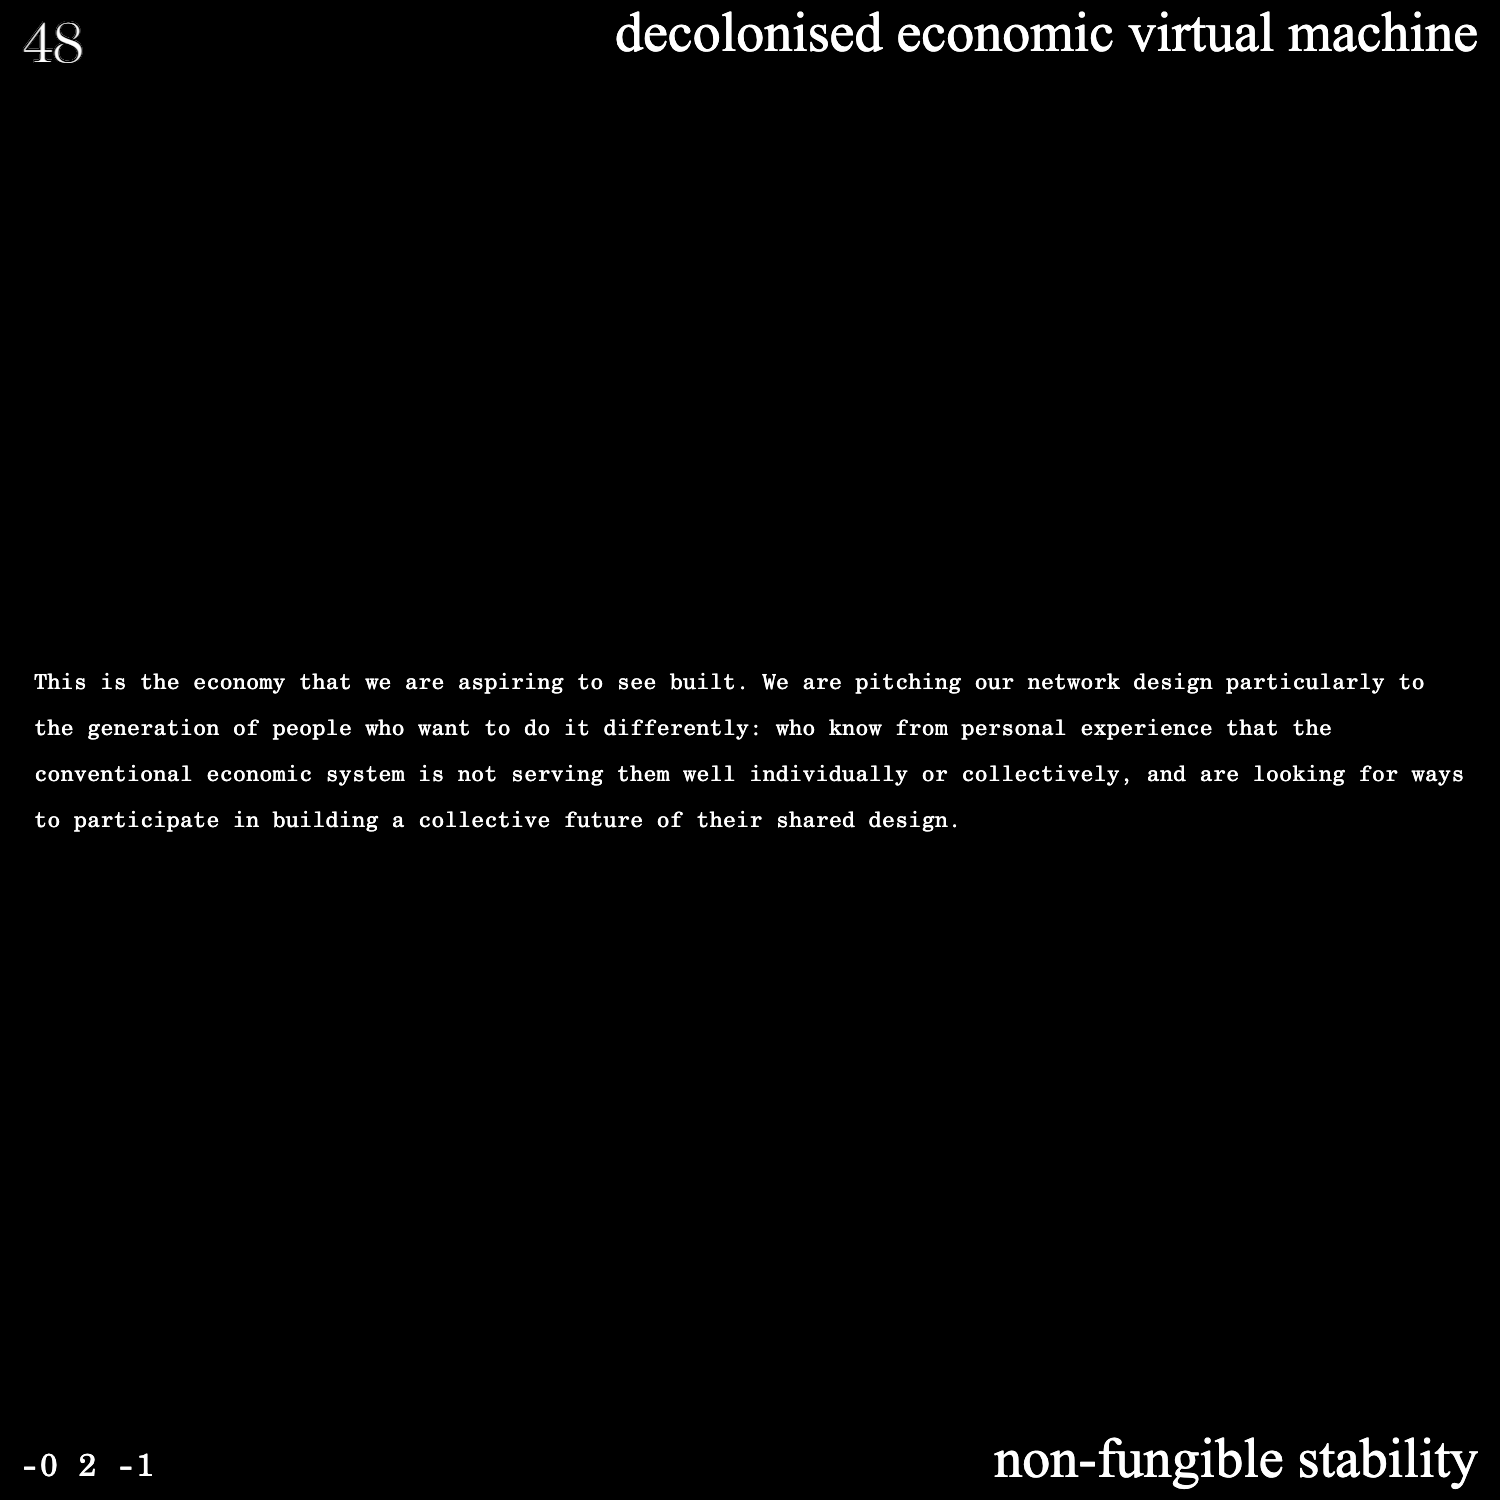 48
decolonised economic virtual machine
This is the economy that we are aspiring to see built. We are pitching our network design particularly to
the generation of people who want to do it differently: who know from personal experience that the
conventional economic system is not serving them well individually or collectively, and are looking for ways
to participate in building a collective future of their shared design.
-0 2 -1
non-fungible stability